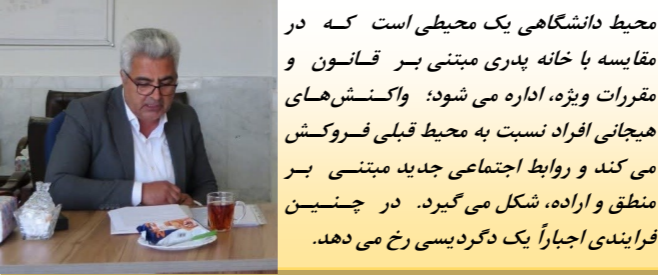 محیط دانشگاهی یک محیطی است که در
مقایسه با خانه پدری مبتنی بر قانون و
مقررات ویژه، اداره می شود؛ واکنش‌های
هیجانی افراد نسبت به محیط قبلی فروکش
می کند و روابط اجتماعی جدید مبتنی بر
منطق و اراده، شکل می گیرد. در چنین
فرایندی اجباراً یک دگردیسی رخ می دهد.